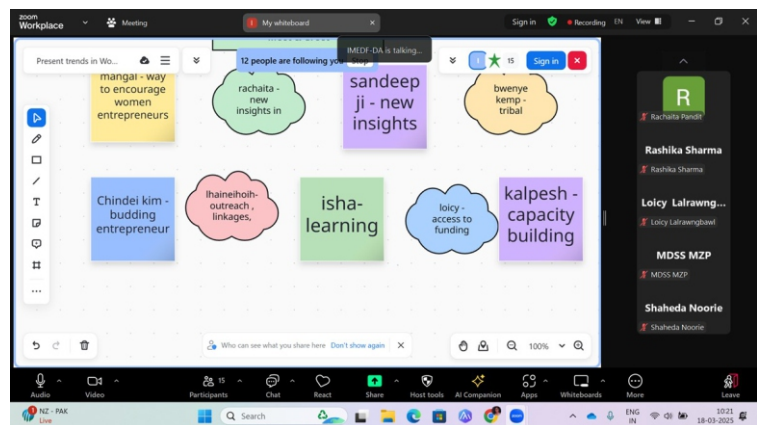 zoom
Workplace
Meeting
My whiteboard
Sign in
Recording
EN
View
Present trends in Wo...
12 people are following you
Stop
IMEDF-DA is talking...
15
Sign in
mangal - way
to encourage
women
entrepreneurs
rachaita -
new
insights in
sandeep
ji - new
insights
bwenye
kemp -
tribal
Chindei kim -
budding
entrepreneur
lhaineihoih-
outreach ,
linkages,
isha-
learning
loicy -
access to
funding
kalpesh -
capacity
building
Who can see what you share here
Don't show again
100%
R
Rachaita Pandit
Rashika Sharma
Rashika Sharma
Loicy Lalrawng...
Loicy Lalrawngbawl
MDSS MZP
MDSS MZP
Shaheda Noorie
Shaheda Noorie
Audio
Video
15
Participants
Chat
React
Share
Host tools
AI Companion
Apps
Whiteboards
More
Leave
NZ - PAK
Live
Search
ENG
IN
10:21
18-03-2025